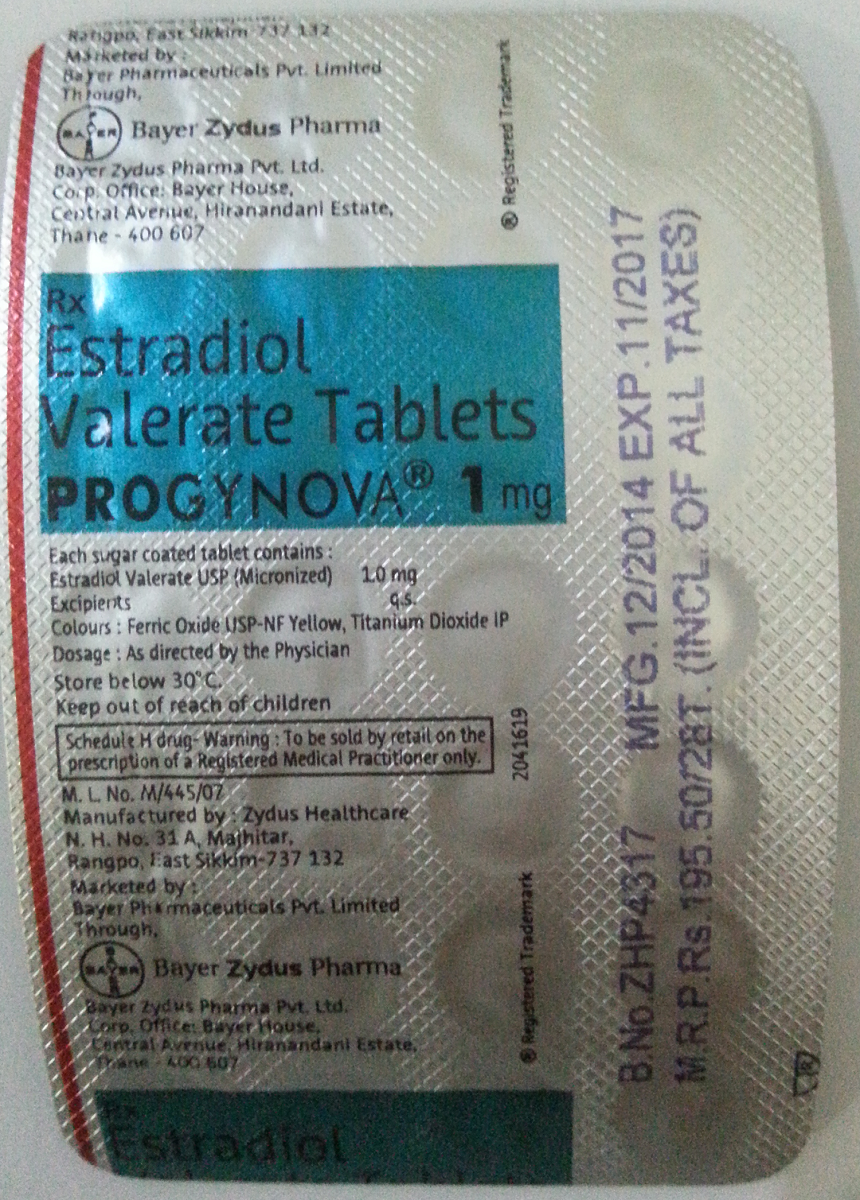 Rangpo, East Sikkim-737 132
Marketed by :
Bayer Pharmaceuticals Pvt. Limited
Through,
BAYER
Bayer Zydus Pharma
Bayer Zydus Pharma Pvt. Ltd.
Corp. Office: Bayer House,
Central Avenue, Hiranandani Estate,
Thane - 400 607
® Registered Trademark
Rx
Estradiol
Valerate Tablets
PROGYNOVA® 1 mg
Each sugar coated tablet contains :
Estradiol Valerate USP (Micronized) 1.0 mg
Excipients q.s.
Colours : Ferric Oxide USP-NF Yellow, Titanium Dioxide IP
Dosage : As directed by the Physician
Store below 30°C.
Keep out of reach of children
Schedule H drug- Warning : To be sold by retail on the
prescription of a Registered Medical Practitioner only.
2041619
M. L. No. M/445/07
Manufactured by : Zydus Healthcare
N. H. No. 31 A, Majhitar,
Rangpo, East Sikkim-737 132
Marketed by :
Bayer Pharmaceuticals Pvt. Limited
Through,
BAYER
Bayer Zydus Pharma
Bayer Zydus Pharma Pvt. Ltd.
Corp. Office: Bayer House,
Central Avenue, Hiranandani Estate,
Thane - 400 607
® Registered Trademark
Rx
Estradiol
B.No.ZHP4317 MFG.12/2014 EXP.11/2017
M.R.P.Rs.195.50/28T. (INCL. OF ALL TAXES)